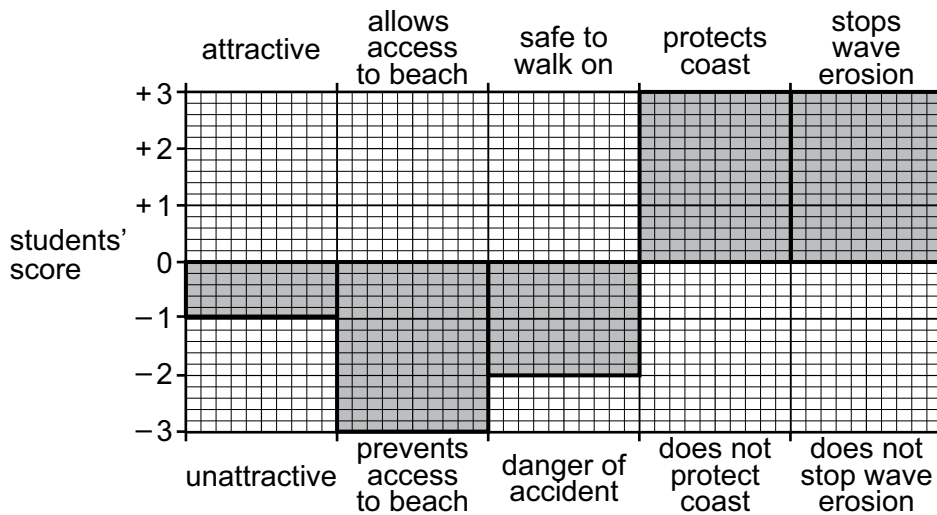 attractive
allows
access
to beach
safe to
walk on
protects
coast
stops
wave
erosion
+3
+2
+1
0
−1
−2
−3
students’
score
unattractive
prevents
access
to beach
danger of
accident
does not
protect
coast
does not
stop wave
erosion